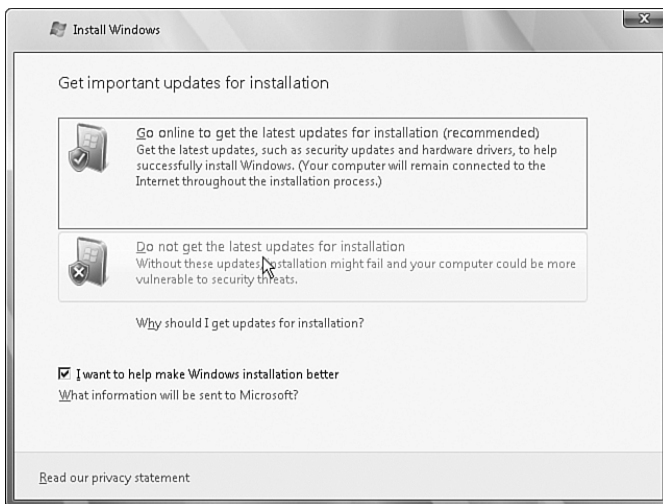 Install Windows
Get important updates for installation
Go online to get the latest updates for installation (recommended)
Get the latest updates, such as security updates and hardware drivers, to help
successfully install Windows. (Your computer will remain connected to the
Internet throughout the installation process.)
Do not get the latest updates for installation
Without these updates, installation might fail and your computer could be more
vulnerable to security threats.
Why should I get updates for installation?
I want to help make Windows installation better
What information will be sent to Microsoft?
Read our privacy statement